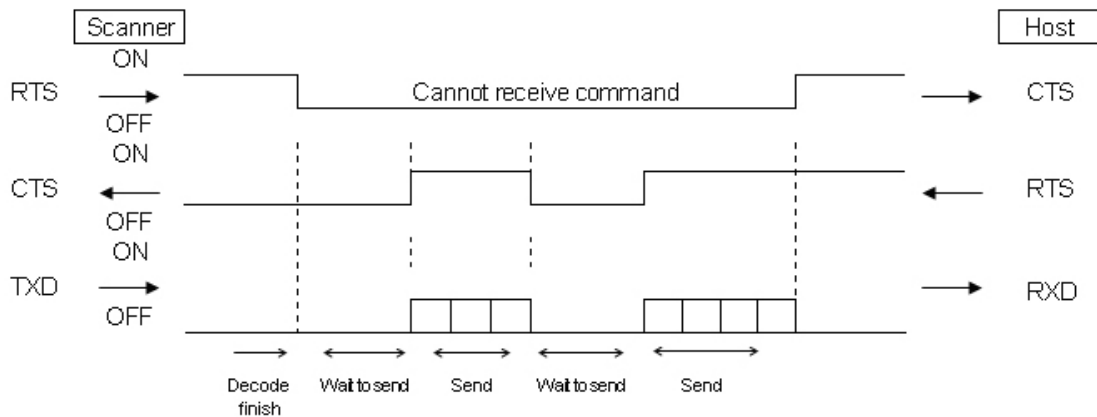 Scanner
Host
ON
RTS
Cannot receive command
CTS
OFF
ON
CTS
RTS
OFF
ON
TXD
RXD
OFF
Decode
finish
Wait to send
Send
Wait to send
Send